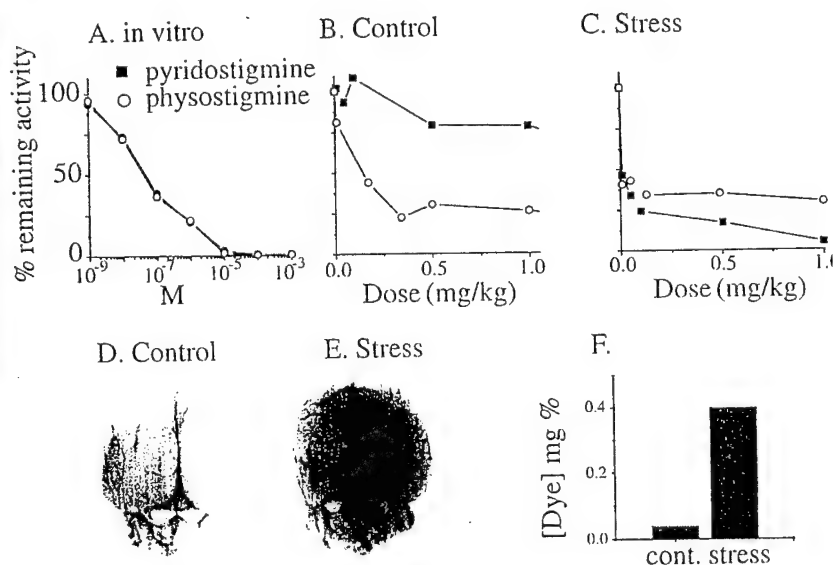 A. in vitro
B. Control
C. Stress
pyridostigmine
physostigmine
% remaining activity
100
50
0
10-9
10-7
10-5
10-3
M
0.0
0.5
1.0
Dose (mg/kg)
0.0
0.5
1.0
Dose (mg/kg)
D. Control
E. Stress
F.
[Dye] mg %
0.4
0.2
0.0
cont. stress